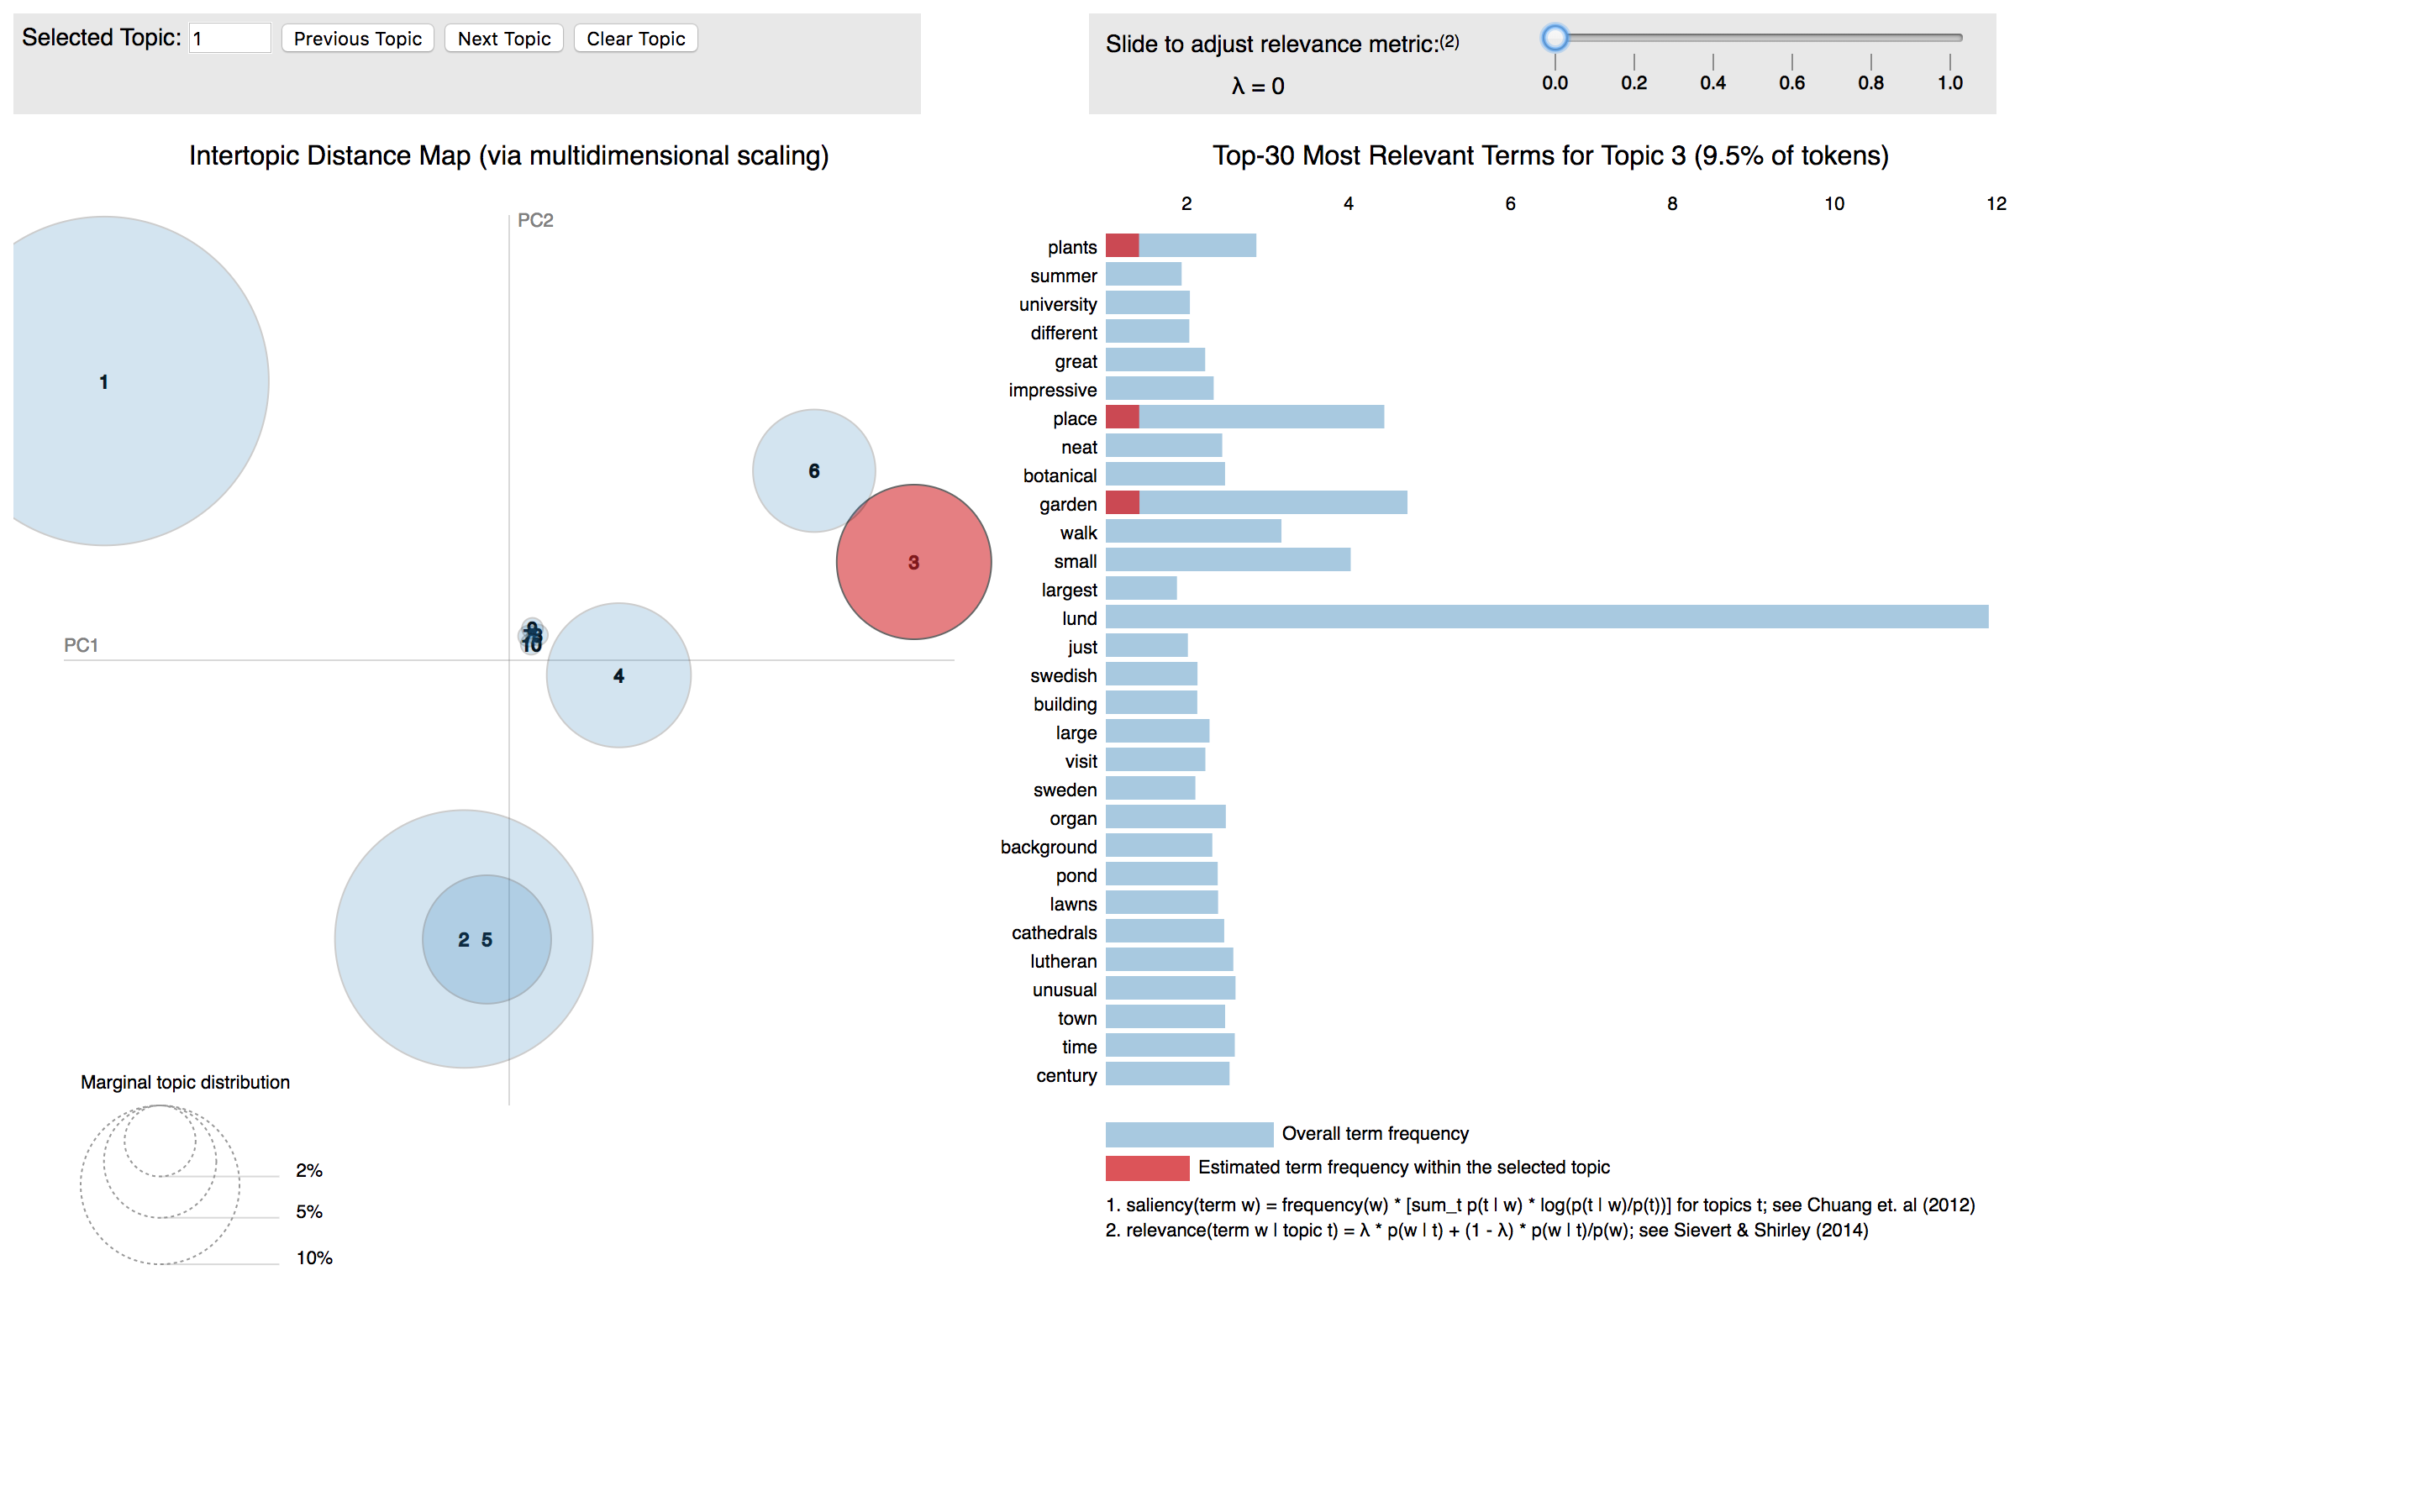 Selected Topic: 1 Previous Topic Next Topic Clear Topic
Slide to adjust relevance metric:(2)
λ = 0
0.0 0.2 0.4 0.6 0.8 1.0
Intertopic Distance Map (via multidimensional scaling)
PC2
PC1
1
6
3
4
10
2 5
Marginal topic distribution
2%
5%
10%
Top-30 Most Relevant Terms for Topic 3 (9.5% of tokens)
2 4 6 8 10 12
plants
summer
university
different
great
impressive
place
neat
botanical
garden
walk
small
largest
lund
just
swedish
building
large
visit
sweden
organ
background
pond
lawns
cathedrals
lutheran
unusual
town
time
century
Overall term frequency
Estimated term frequency within the selected topic
1. saliency(term w) = frequency(w) * [sum_t p(t | w) * log(p(t | w)/p(t))] for topics t; see Chuang et. al (2012)
2. relevance(term w | topic t) = λ * p(w | t) + (1 - λ) * p(w | t)/p(w); see Sievert & Shirley (2014)